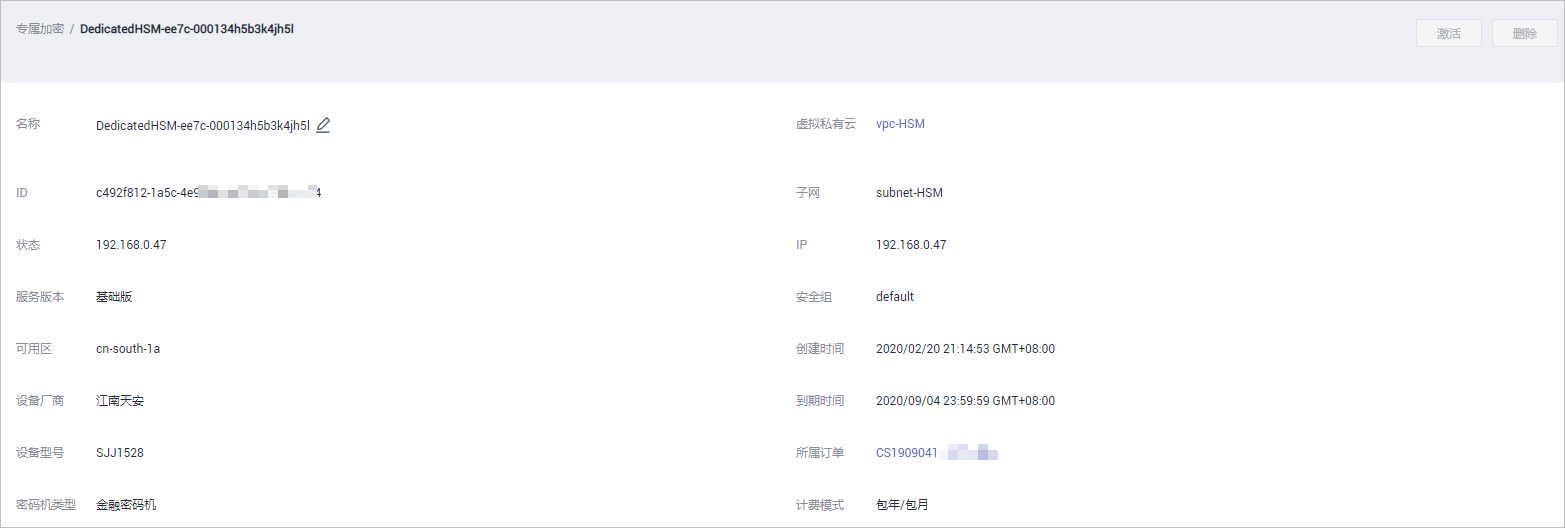 专属加密 / DedicatedHSM-ee7c-000134h5b3k4jh5l
激活 删除
名称 DedicatedHSM-ee7c-000134h5b3k4jh5l 虚拟私有云 vpc-HSM
ID c492f812-1a5c-4e9 4 子网 subnet-HSM
状态 192.168.0.47 IP 192.168.0.47
服务版本 基础版 安全组 default
可用区 cn-south-1a 创建时间 2020/02/20 21:14:53 GMT+08:00
设备厂商 江南天安 到期时间 2020/09/04 23:59:59 GMT+08:00
设备型号 SJJ1528 所属订单 CS1909041
密码机类型 金融密码机 计费模式 包年/包月